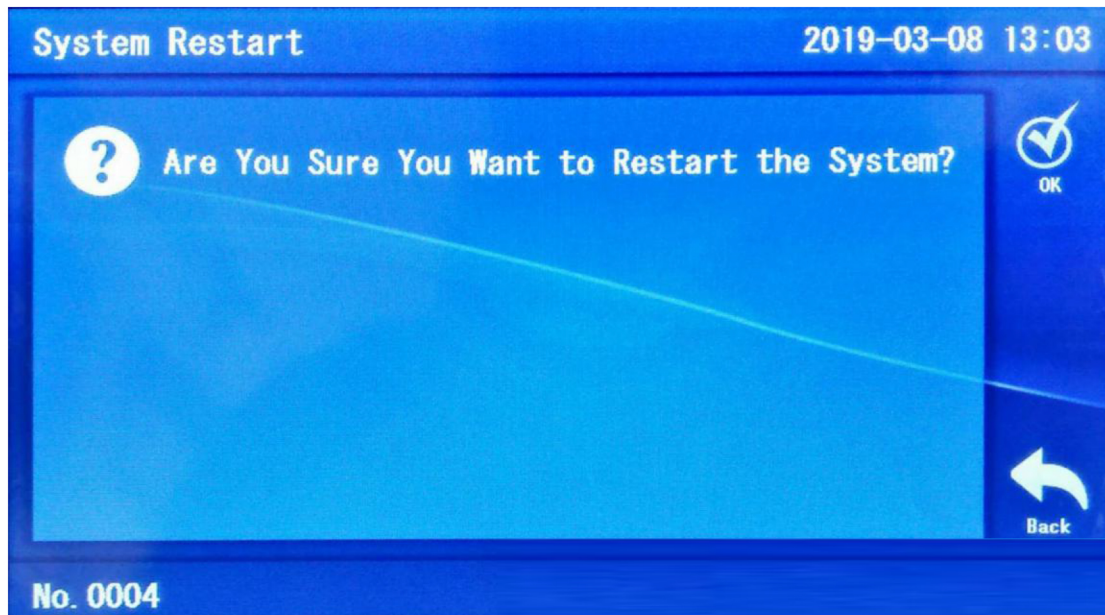 System Restart 2019-03-08 13:03
? Are You Sure You Want to Restart the System?
OK
Back
No. 0004